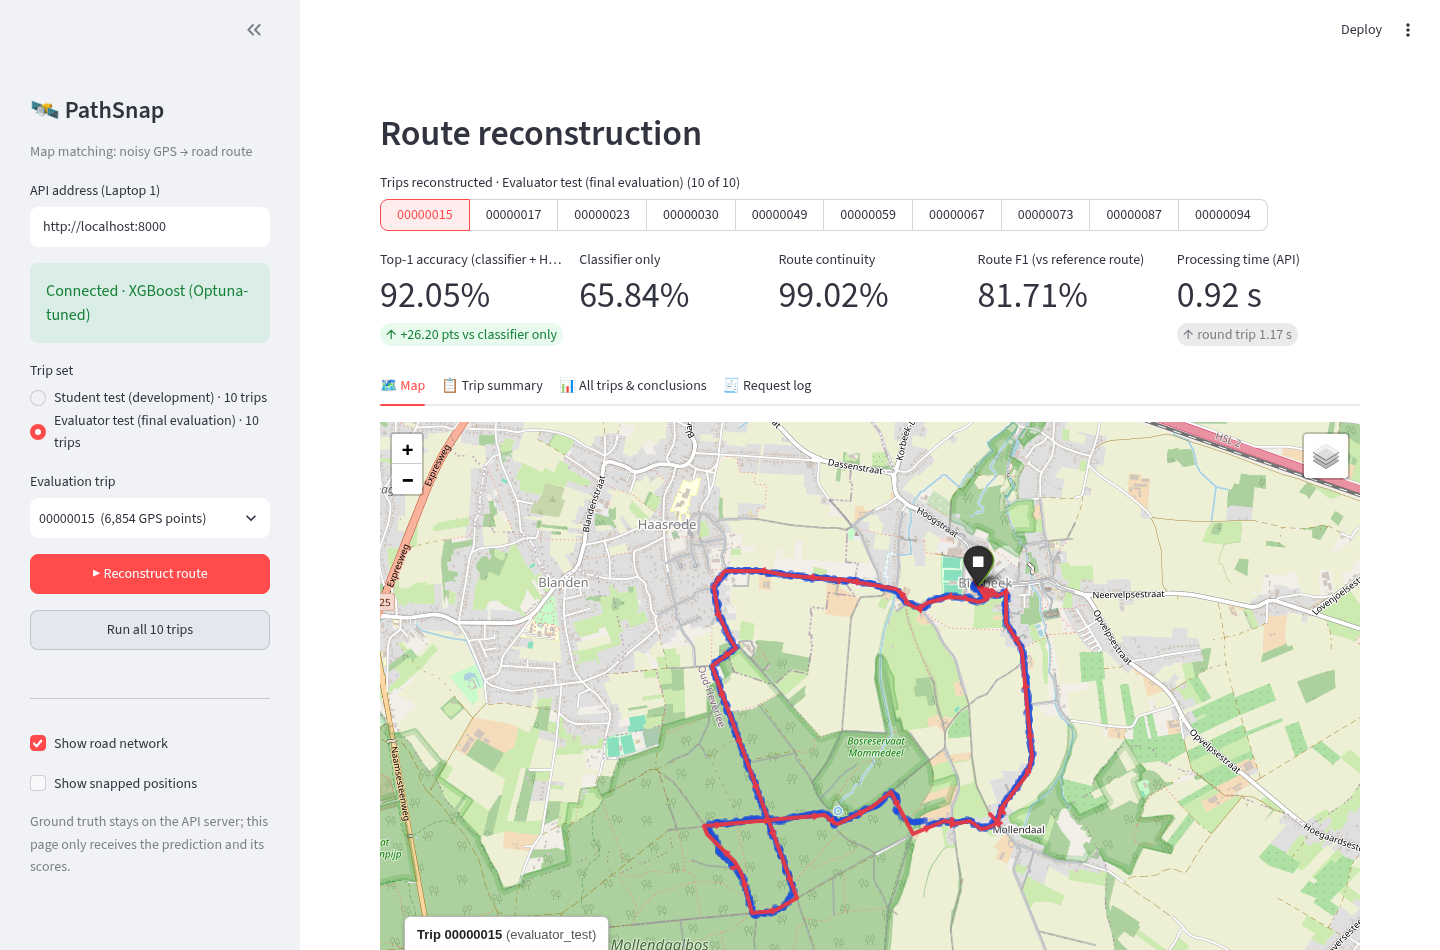 Deploy
PathSnap
Map matching: noisy GPS → road route
API address (Laptop 1)
http://localhost:8000
Connected · XGBoost (Optuna-
tuned)
Trip set
Student test (development) · 10 trips
Evaluator test (final evaluation) · 10
trips
Evaluation trip
00000015 (6,854 GPS points)
Reconstruct route
Run all 10 trips
Show road network
Show snapped positions
Ground truth stays on the API server; this
page only receives the prediction and its
scores.
Route reconstruction
Trips reconstructed · Evaluator test (final evaluation) (10 of 10)
00000015 00000017 00000023 00000030 00000049 00000059 00000067 00000073 00000087 00000094
Top-1 accuracy (classifier + H… Classifier only Route continuity Route F1 (vs reference route) Processing time (API)
92.05% 65.84% 99.02% 81.71% 0.92 s
↑ +26.20 pts vs classifier only ↑ round trip 1.17 s
Map Trip summary All trips & conclusions Request log
+
−
Expresweg
Blandenstraat
Dassenstraat
HSL 2
Haasrode
Hoogstraat
Expresweg
Blanden
Neervelpsestraat
25
Opvelpsestraat
Oud Heverlee
Bosreservaat
Mommedeel
Opvelpsestraat
Naamsesteenweg
Mollendaal
Trip 00000015 (evaluator_test)
Mollendaalbos